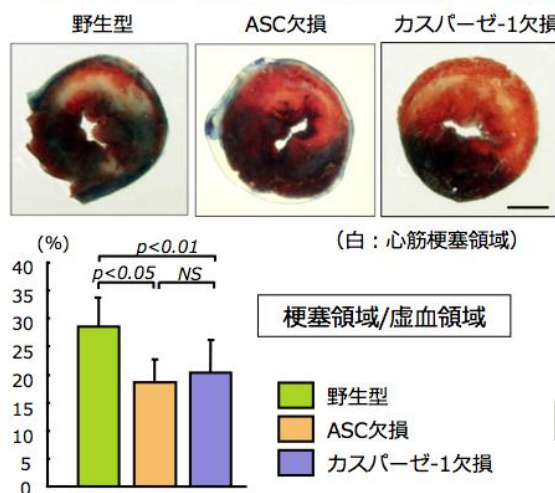 野生型
ASC欠損
カスパーゼ-1欠損
(白:心筋梗塞領域)
(%)
p<0.01
p<0.05
NS
40
35
30
25
20
15
10
5
0
梗塞領域/虚血領域
野生型
ASC欠損
カスパーゼ-1欠損